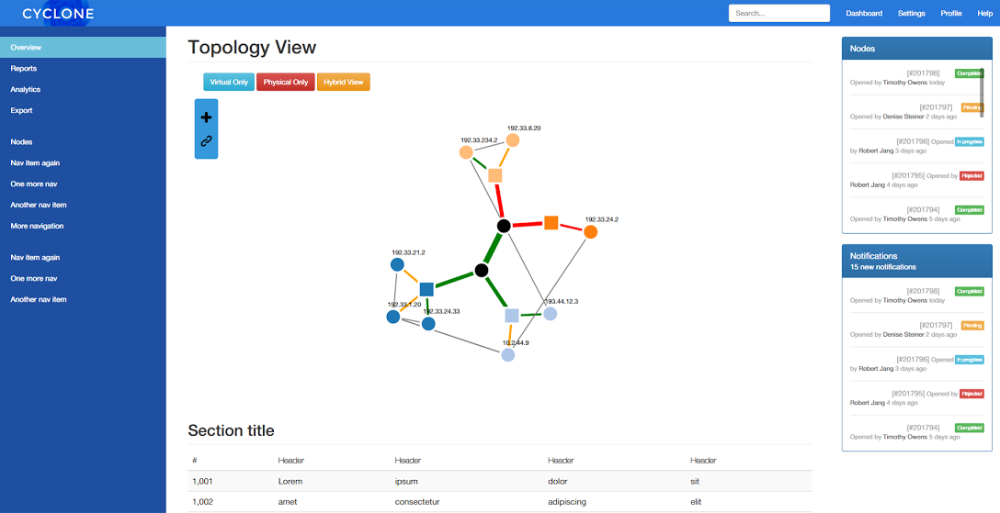 CYCLONE
Search...
Dashboard
Settings
Profile
Help
Overview
Reports
Analytics
Export
Nodes
Nav item again
One more nav
Another nav item
More navigation
Nav item again
One more nav
Another nav item
Topology View
Virtual Only
Physical Only
Hybrid View
192.33.8.20
192.33.234.2
192.33.24.2
192.33.21.2
192.33.1.20
192.33.24.33
193.44.12.3
10.2.44.9
Section title
# Header Header Header Header
1,001 Lorem ipsum dolor sit
1,002 amet consectetur adipiscing elit
Nodes
[#201798] Completed
Opened by Timothy Owens today
[#201797] Pending
Opened by Denise Steiner 2 days ago
[#201796] Opened In progress
by Robert Jang 3 days ago
[#201795] Opened by Rejected
Robert Jang 4 days ago
[#201794] Completed
Opened by Timothy Owens 5 days ago
Notifications
15 new notifications
[#201798] Completed
Opened by Timothy Owens today
[#201797] Pending
Opened by Denise Steiner 2 days ago
[#201796] Opened In progress
by Robert Jang 3 days ago
[#201795] Opened by Rejected
Robert Jang 4 days ago
[#201794] Completed
Opened by Timothy Owens 5 days ago